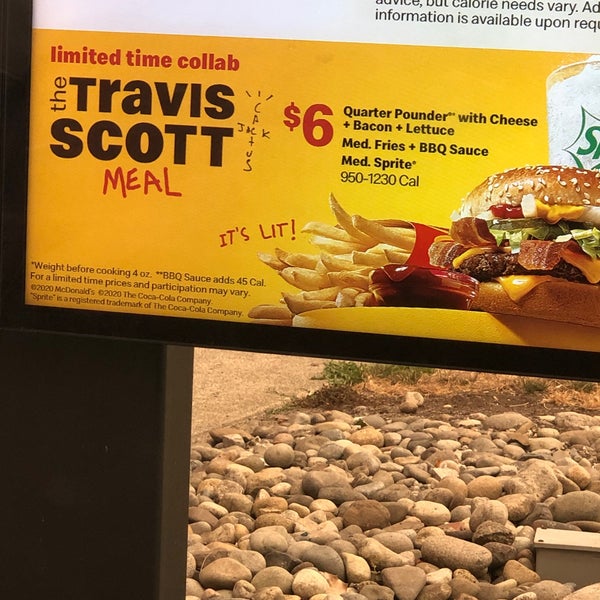 advice, but calorie needs vary. Ad
information is available upon requ
limited time collab
the Travis
SCOTT
MEAL
CACTUS JACK
$6
Quarter Pounder** with Cheese
+ Bacon + Lettuce
Med. Fries + BBQ Sauce
Med. Sprite®
950-1230 Cal
IT'S LIT!
*Weight before cooking 4 oz. **BBQ Sauce adds 45 Cal.
For a limited time prices and participation may vary.
©2020 McDonald's ©2020 The Coca-Cola Company.
"Sprite" is a registered trademark of The Coca-Cola Company.